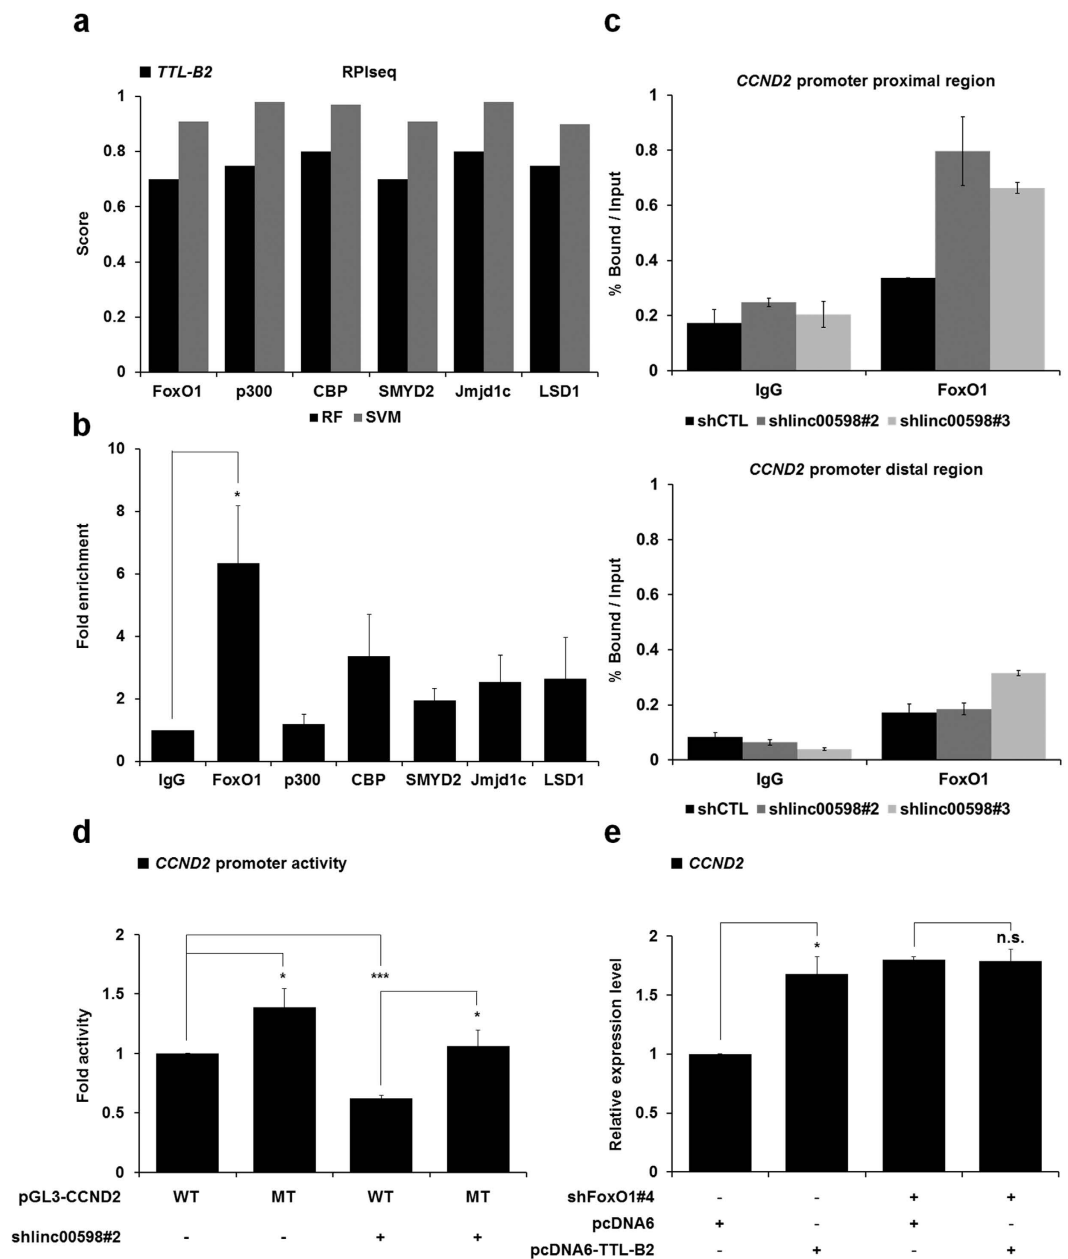 a
TTL-B2 RPIseq
Score
1
0.8
0.6
0.4
0.2
0
FoxO1 p300 CBP SMYD2 Jmjd1c LSD1
RF SVM
b
Fold enrichment
10
8
6
4
2
0
*
IgG FoxO1 p300 CBP SMYD2 Jmjd1c LSD1
c
CCND2 promoter proximal region
% Bound / Input
1
0.8
0.6
0.4
0.2
0
IgG FoxO1
shCTL shlinc00598#2 shlinc00598#3
CCND2 promoter distal region
% Bound / Input
1
0.8
0.6
0.4
0.2
0
IgG FoxO1
shCTL shlinc00598#2 shlinc00598#3
d
CCND2 promoter activity
Fold activity
2
1.5
1
0.5
0
* *** *
pGL3-CCND2 WT MT WT MT
shlinc00598#2 - - + +
e
CCND2
Relative expression level
2
1.5
1
0.5
0
* n.s.
shFoxO1#4 - - + +
pcDNA6 + - + -
pcDNA6-TTL-B2 - + - +